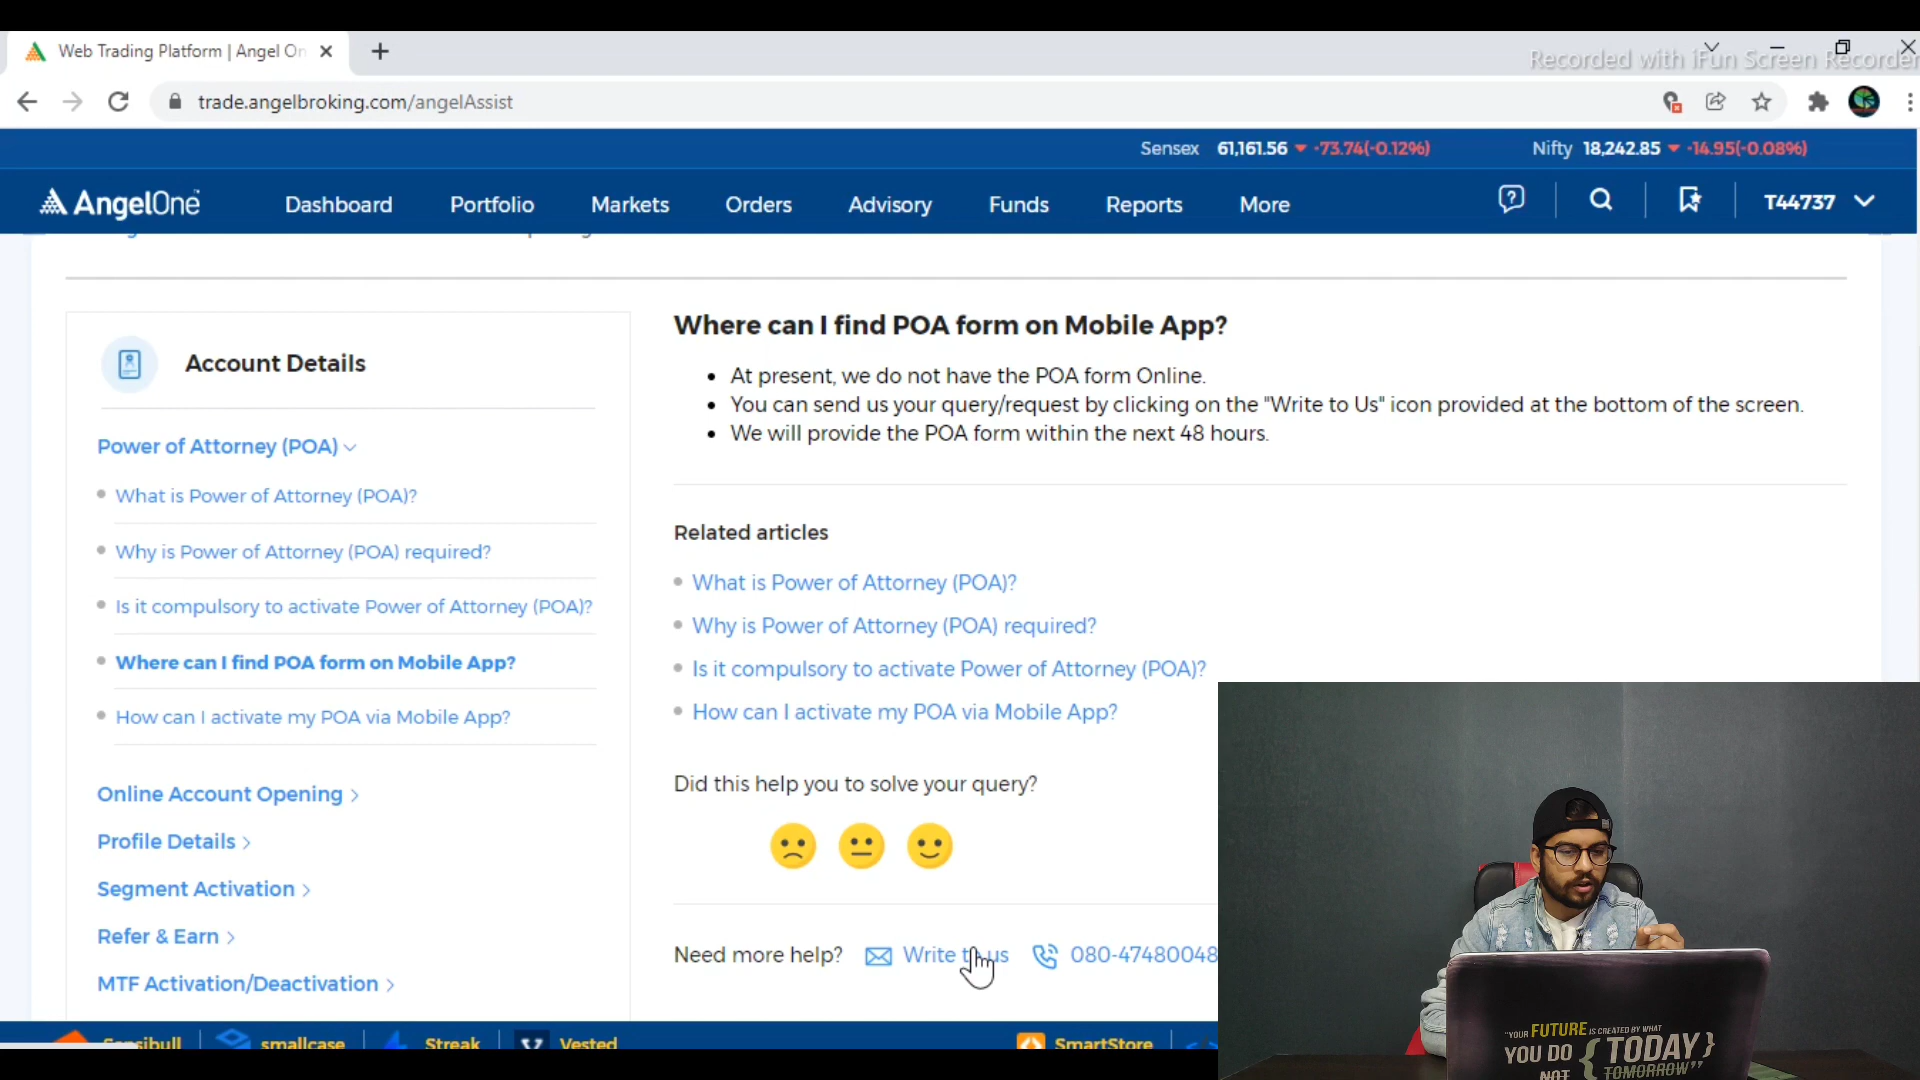 Web Trading Platform | Angel On
Recorded with iFun Screen Recorder
trade.angelbroking.com/angelAssist
Sensex 61,161.56 -73.74(-0.12%) Nifty 18,242.85 -14.95(-0.08%)
AngelOne Dashboard Portfolio Markets Orders Advisory Funds Reports More T44737
Where can I find POA form on Mobile App?
At present, we do not have the POA form Online.
You can send us your query/request by clicking on the "Write to Us" icon provided at the bottom of the screen.
We will provide the POA form within the next 48 hours.
Account Details
Power of Attorney (POA)
What is Power of Attorney (POA)?
Why is Power of Attorney (POA) required?
Is it compulsory to activate Power of Attorney (POA)?
Where can I find POA form on Mobile App?
How can I activate my POA via Mobile App?
Online Account Opening
Profile Details
Segment Activation
Refer & Earn
MTF Activation/Deactivation
Related articles
What is Power of Attorney (POA)?
Why is Power of Attorney (POA) required?
Is it compulsory to activate Power of Attorney (POA)?
How can I activate my POA via Mobile App?
Did this help you to solve your query?
Need more help? Write to us 080-47480048
Sensibull smallcase Streak Vested SmartStore
"YOUR FUTURE IS CREATED BY WHAT
YOU DO { TODAY }
NOT TOMORROW"